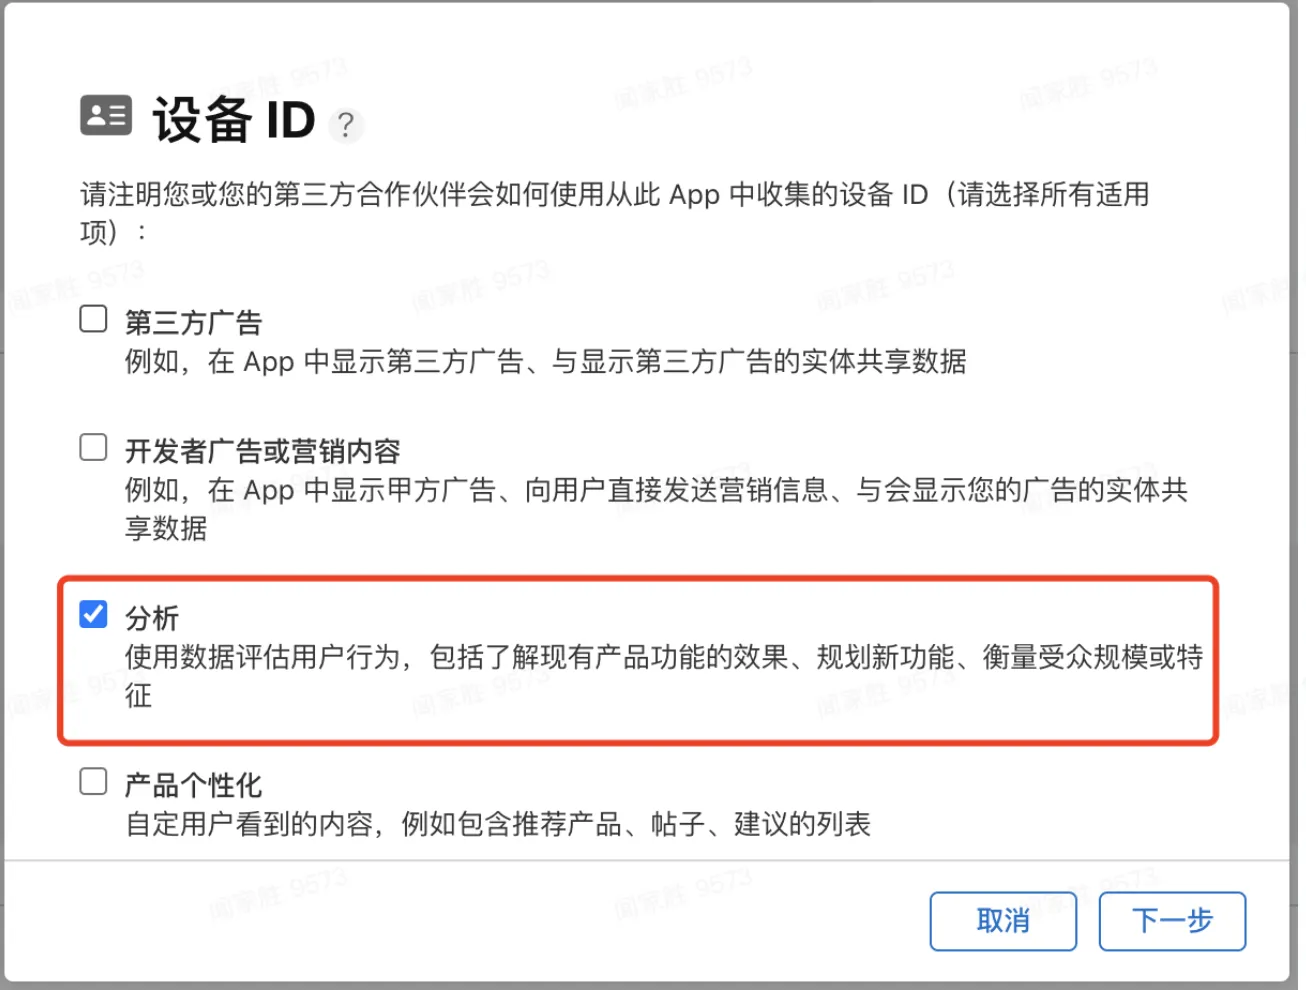 设备 ID ?
请注明您或您的第三方合作伙伴会如何使用从此 App 中收集的设备 ID（请选择所有适用
项）：
第三方广告
例如，在 App 中显示第三方广告、与显示第三方广告的实体共享数据
开发者广告或营销内容
例如，在 App 中显示甲方广告、向用户直接发送营销信息、与会显示您的广告的实体共
享数据
分析
使用数据评估用户行为，包括了解现有产品功能的效果、规划新功能、衡量受众规模或特
征
产品个性化
自定用户看到的内容，例如包含推荐产品、帖子、建议的列表
取消
下一步